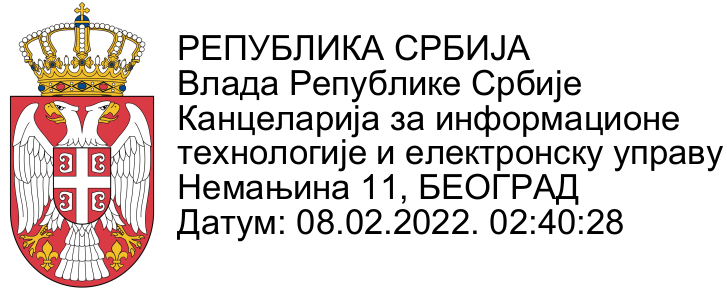 РЕПУБЛИКА СРБИЈА
Влада Републике Србије
Канцеларија за информационе
технологије и електронску управу
Немањина 11, БЕОГРАД
Датум: 08.02.2022. 02:40:28